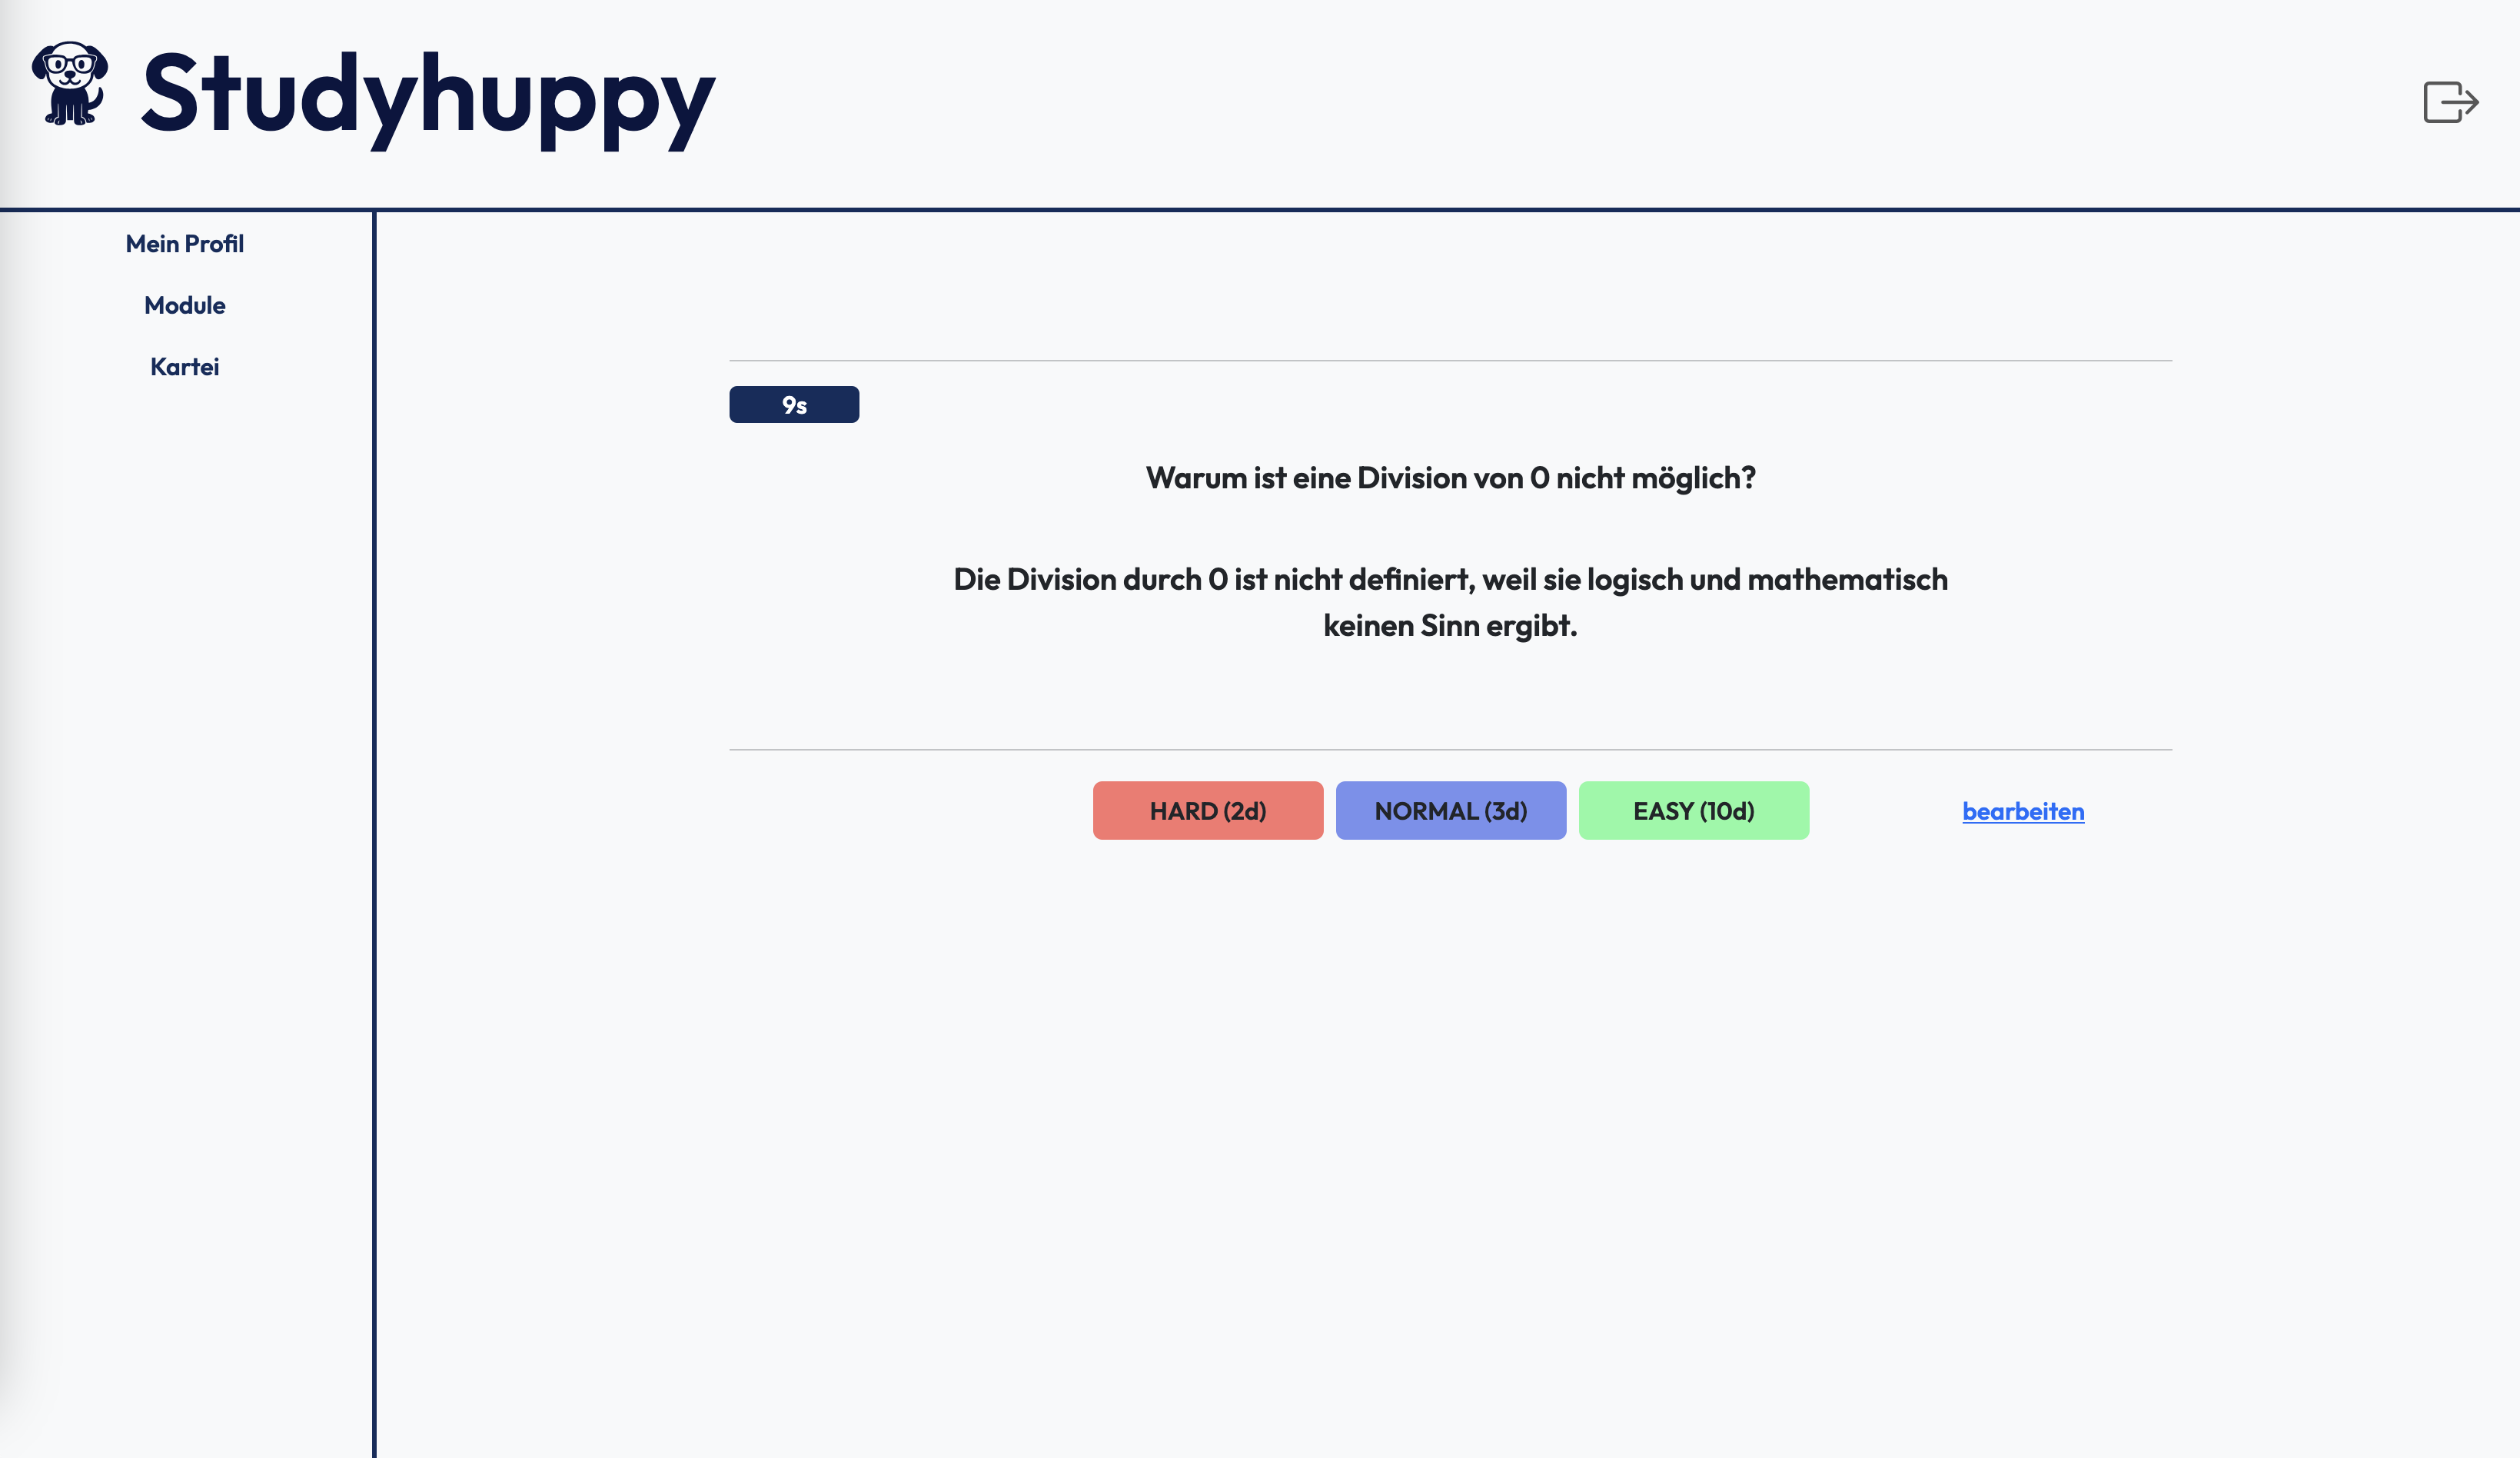 Studyhuppy
Mein Profil
Module
Kartei
9s
Warum ist eine Division von 0 nicht möglich?
Die Division durch 0 ist nicht definiert, weil sie logisch und mathematisch
keinen Sinn ergibt.
HARD (2d)
NORMAL (3d)
EASY (10d)
bearbeiten